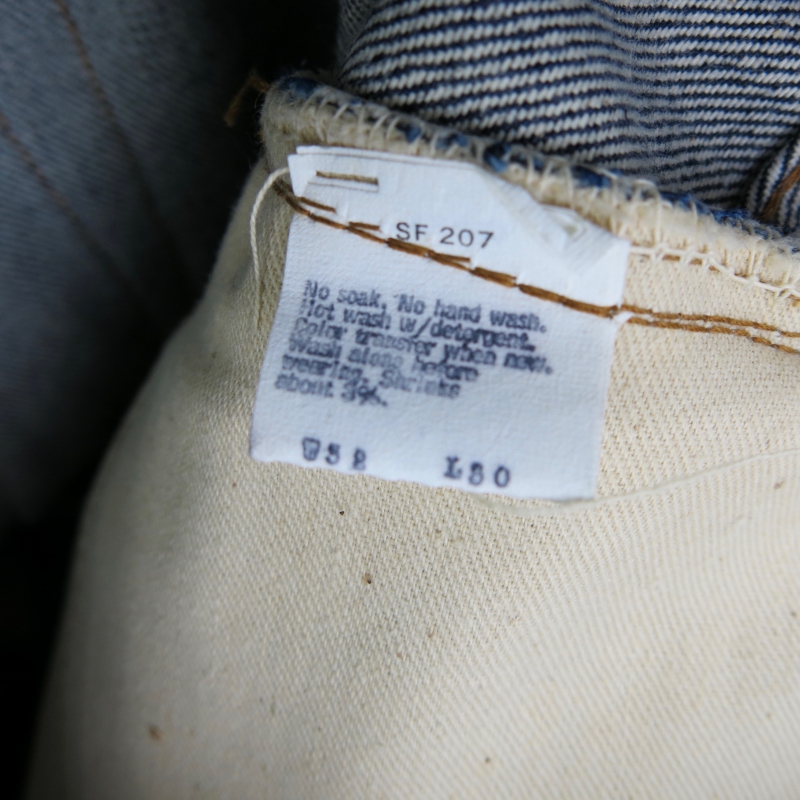 SF 207
No soak. No hand wash.
Hot wash w/detergent.
Color transfer when new.
Wash alone before
wearing. Shrinks
about 3%.
W32 L30